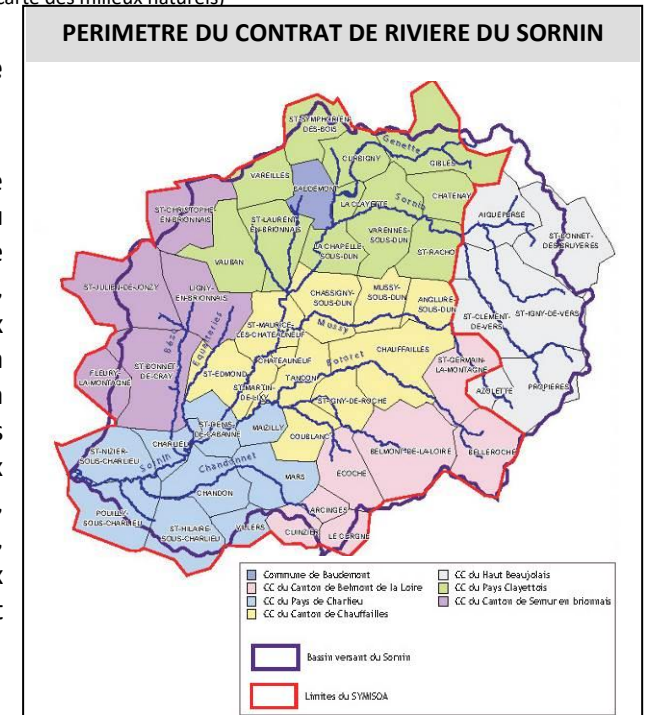 carte des milieux naturels)
PERIMETRE DU CONTRAT DE RIVIERE DU SORNIN
e
e
u
e
,
x
n
n
s
x
,
,
x
t
ST-SYMPHORIEN-
DES-BOIS
Genette
CURBIGNY
GIBLES
VAREILLES
BAUDEMONT
LA CLAYETTE
Sornin
CHATENAY
ST-CHRISTOPHE-
EN-BRIONNAIS
ST-LAURENT-
EN-BRIONNAIS
VARENNES-
SOUS-DUN
AIGUEPERSE
ST-BONNET-
DES-BRUYERES
LA CHAPELLE-
SOUS-DUN
ST-RACHO
VAUBAN
ST-JULIEN-DE-JONZY
LIGNY-
EN-BRIONNAIS
CHASSIGNY-
SOUS-DUN
MUSSY-
SOUS-DUN
ANGLURE-
SOUS-DUN
ST-CLEMENT-
DE-VERS
ST-IGNY-DE-VERS
ST-MAURICE-
LES-CHATEAUNEUF
Mussy
Bézo
Equetteries
CHATEAUNEUF
Botoret
CHAUFFAILLES
FLEURY-
LA-MONTAGNE
ST-BONNET-
DE-CRAY
ST-EDMOND
TANCON
ST-GERMAIN-
LA-MONTAGNE
AZOLETTE
PROPIERES
ST-MARTIN-
DE-LIXY
ST-IGNY-DE-ROCHE
ST-DENIS-
DE-CABANNE
MAIZILLY
COUBLANC
BELMONT-DE-LA-LOIRE
BELLEROCHE
ST-NIZIER-
SOUS-CHARLIEU
CHARLIEU
Sornin
Chandonnet
ECOCHE
CHANDON
MARS
POUILLY-
SOUS-CHARLIEU
ST-HILAIRE-
SOUS-CHARLIEU
VILLERS
ARCINGES
CUINZIER
LE CERGNE
Commune de Baudemont
CC du Haut Beaujolais
CC du Canton de Belmont de la Loire
CC du Pays Clayettois
CC du Pays de Charlieu
CC du Canton de Semur en brionnais
CC du Canton de Chauffailles
Bassin versant du Sornin
Limites du SYMISOA